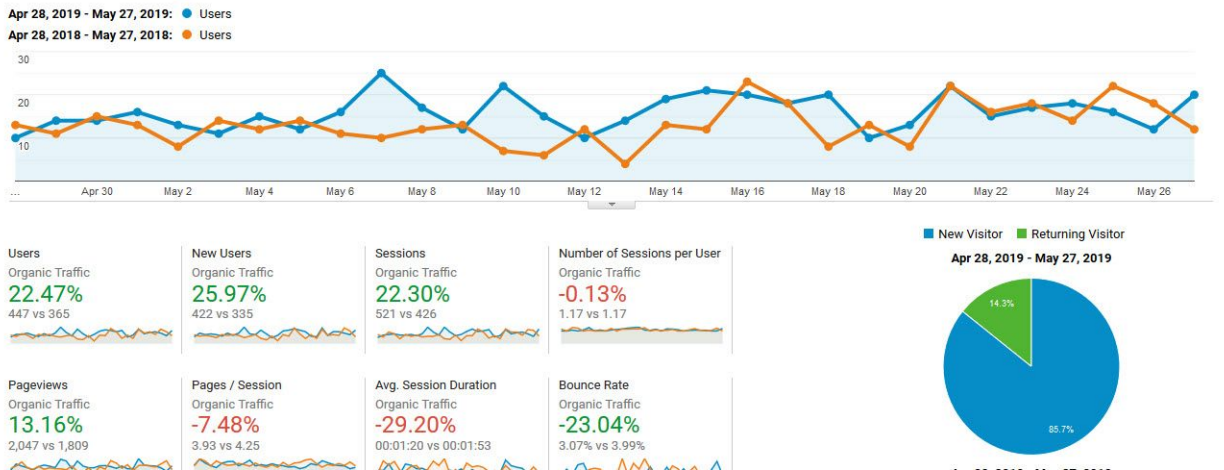 Apr 28, 2019 - May 27, 2019: Users
Apr 28, 2018 - May 27, 2018: Users
30
20
10
... Apr 30 May 2 May 4 May 6 May 8 May 10 May 12 May 14 May 16 May 18 May 20 May 22 May 24 May 26
New Visitor Returning Visitor
Apr 28, 2019 - May 27, 2019
14.3%
85.7%
Users
Organic Traffic
22.47%
447 vs 365
New Users
Organic Traffic
25.97%
422 vs 335
Sessions
Organic Traffic
22.30%
521 vs 426
Number of Sessions per User
Organic Traffic
-0.13%
1.17 vs 1.17
Pageviews
Organic Traffic
13.16%
2,047 vs 1,809
Pages / Session
Organic Traffic
-7.48%
3.93 vs 4.25
Avg. Session Duration
Organic Traffic
-29.20%
00:01:20 vs 00:01:53
Bounce Rate
Organic Traffic
-23.04%
3.07% vs 3.99%